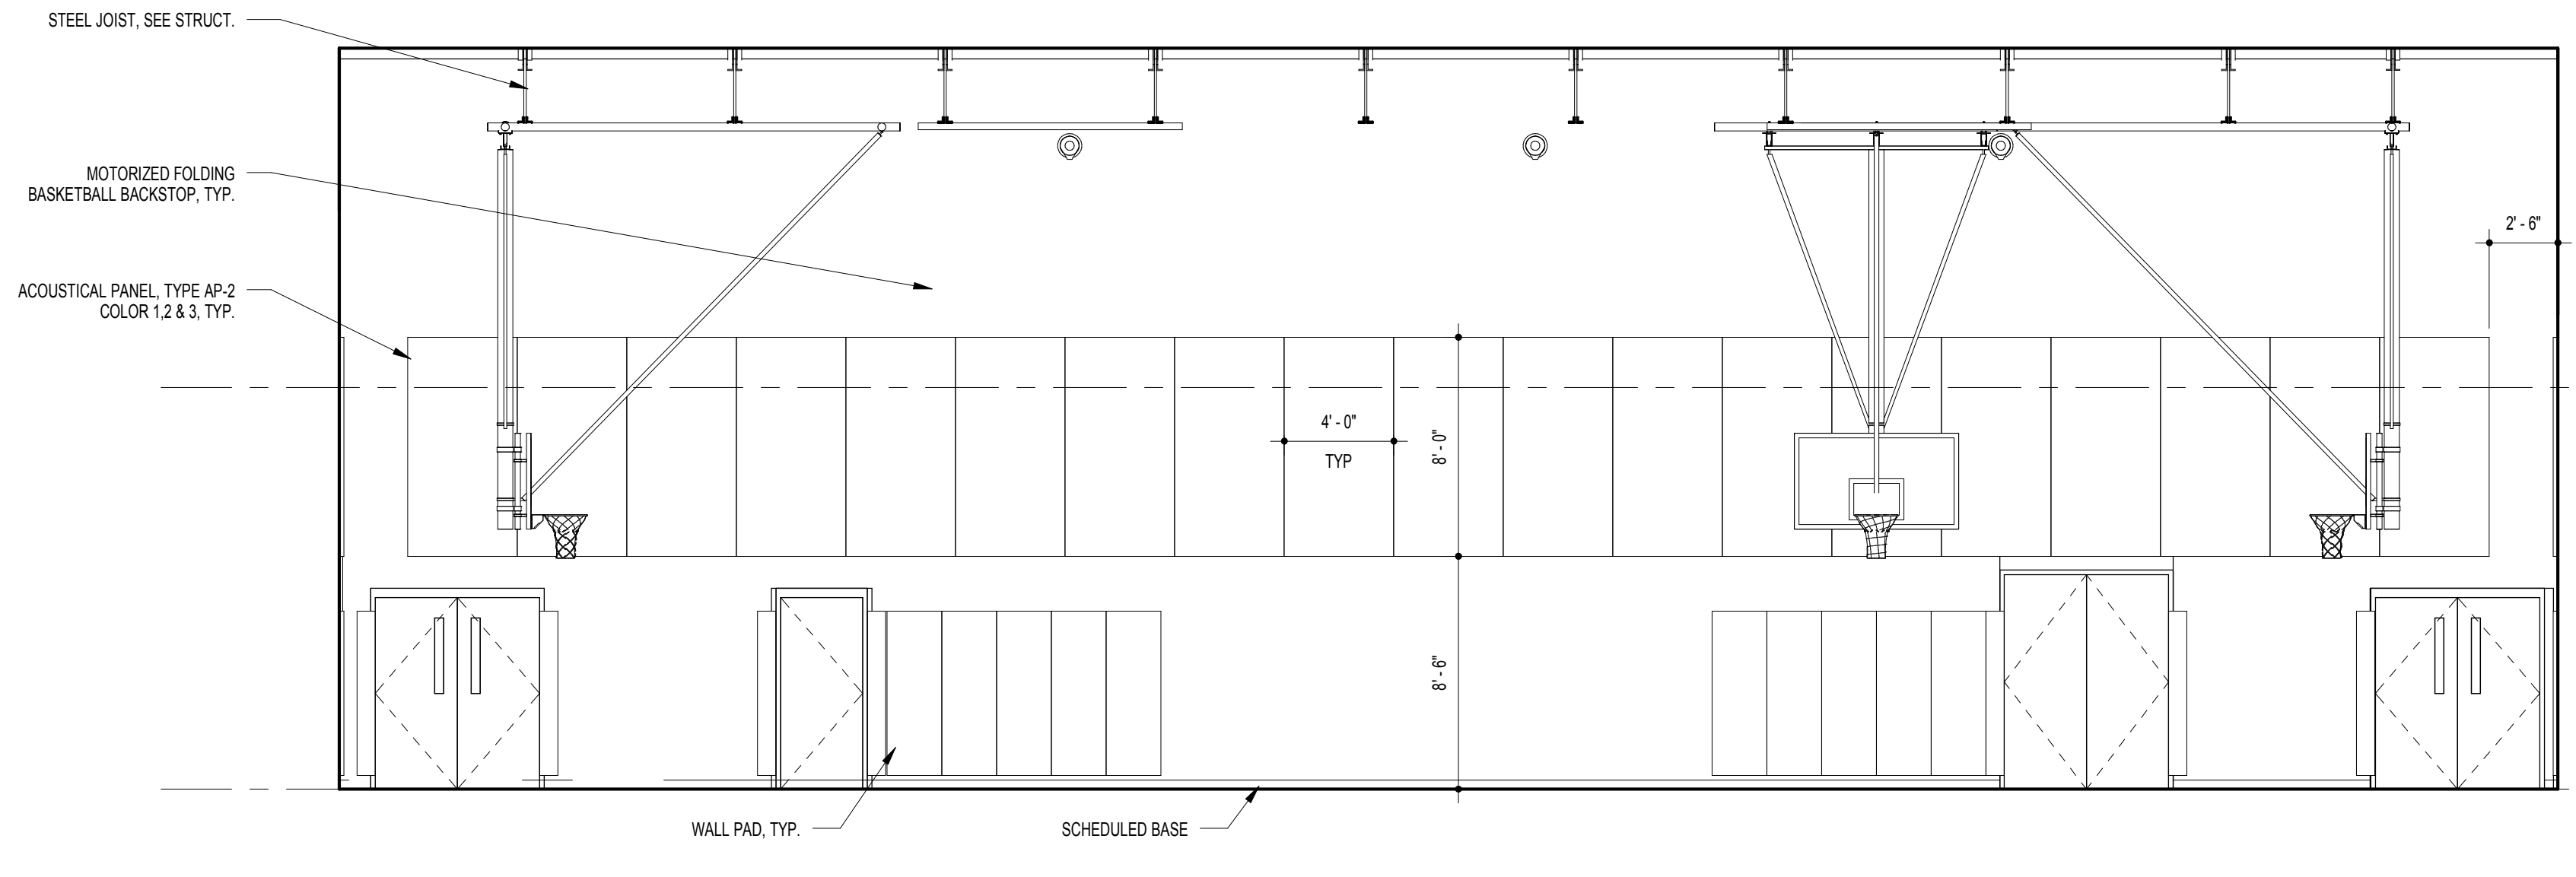 STEEL JOIST, SEE STRUCT.
MOTORIZED FOLDING
BASKETBALL BACKSTOP, TYP.
2' - 6"
ACOUSTICAL PANEL, TYPE AP-2
COLOR 1,2 & 3, TYP.
4' - 0"
TYP
8' - 0"
8' - 6"
WALL PAD, TYP.
SCHEDULED BASE